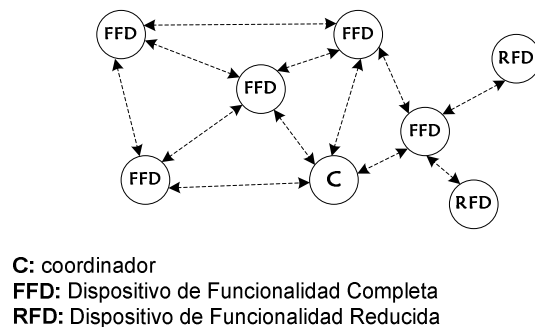 FFD
FFD
RFD
FFD
FFD
FFD
C
RFD
C: coordinador
FFD: Dispositivo de Funcionalidad Completa
RFD: Dispositivo de Funcionalidad Reducida